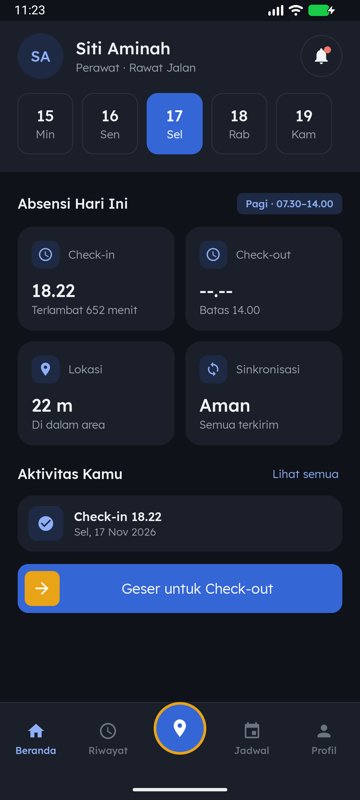 11:23
SA
Siti Aminah
Perawat · Rawat Jalan
15 16 17 18 19
Min Sen Sel Rab Kam
Absensi Hari Ini
Pagi · 07.30–14.00
Check-in
18.22
Terlambat 652 menit
Check-out
--.--
Batas 14.00
Lokasi
22 m
Di dalam area
Sinkronisasi
Aman
Semua terkirim
Aktivitas Kamu
Lihat semua
Check-in 18.22
Sel, 17 Nov 2026
Geser untuk Check-out
Beranda
Riwayat
Jadwal
Profil